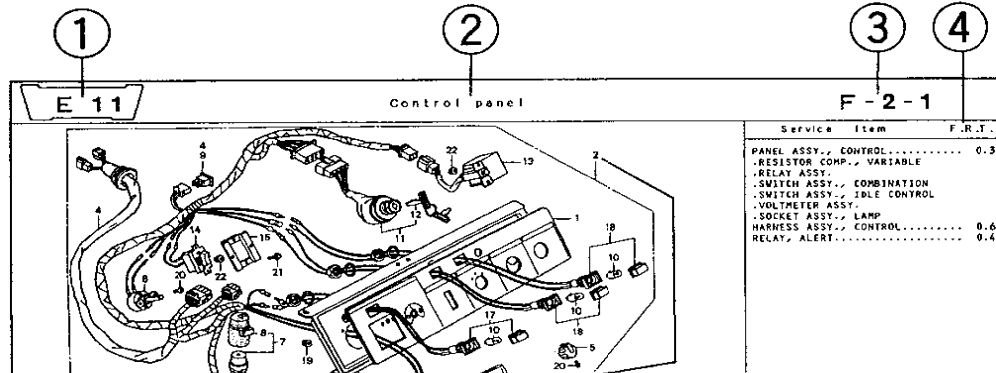 1 2 3 4
E 11 Control panel F-2-1
Service Item F.R.T.
PANEL ASSY., CONTROL........... 0.3
.RESISTOR COMP., VARIABLE
.RELAY ASSY.
.SWITCH ASSY., COMBINATION
.SWITCH ASSY., IDLE CONTROL
.VOLTMETER ASSY.
.SOCKET ASSY., LAMP
HARNESS ASSY., CONTROL......... 0.6
RELAY, ALERT................... 0.4
4
9
22
13
2
4
12
11
1
14
15
18
10
8
20
22
21
10
18
17
10
8
7
19
5
20